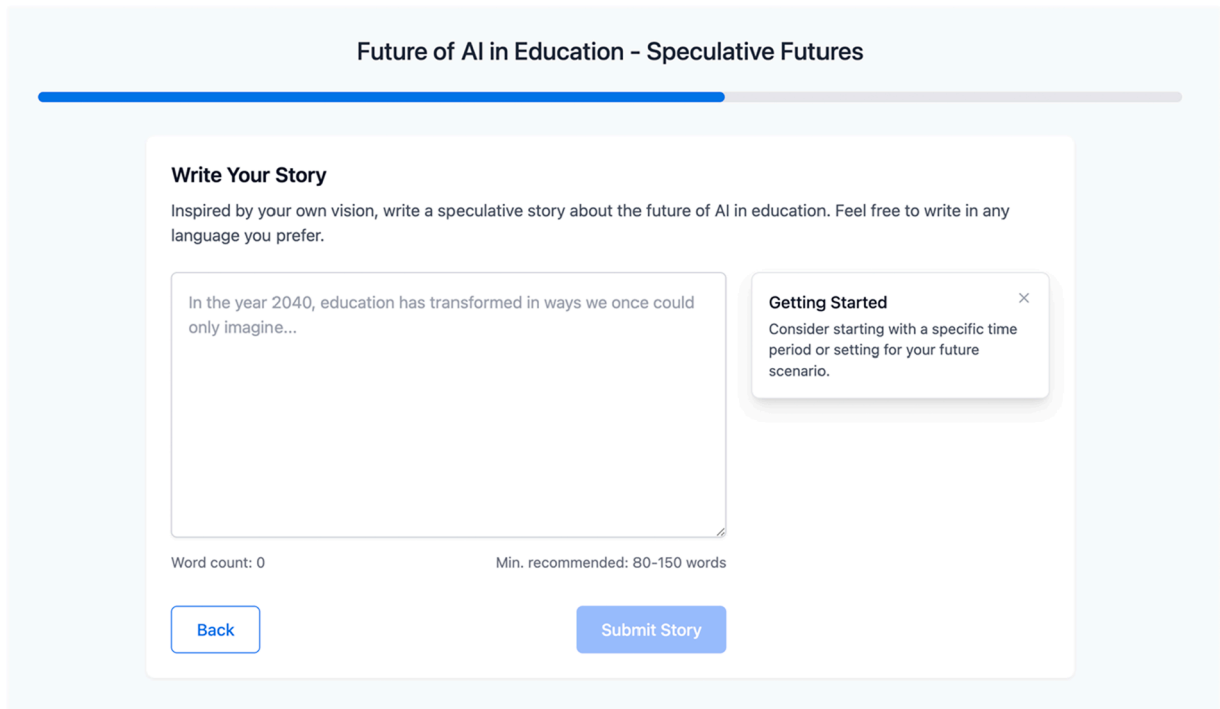 Future of AI in Education - Speculative Futures
Write Your Story
Inspired by your own vision, write a speculative story about the future of AI in education. Feel free to write in any
language you prefer.
In the year 2040, education has transformed in ways we once could
only imagine...
Getting Started
Consider starting with a specific time
period or setting for your future
scenario.
Word count: 0
Min. recommended: 80-150 words
Back
Submit Story